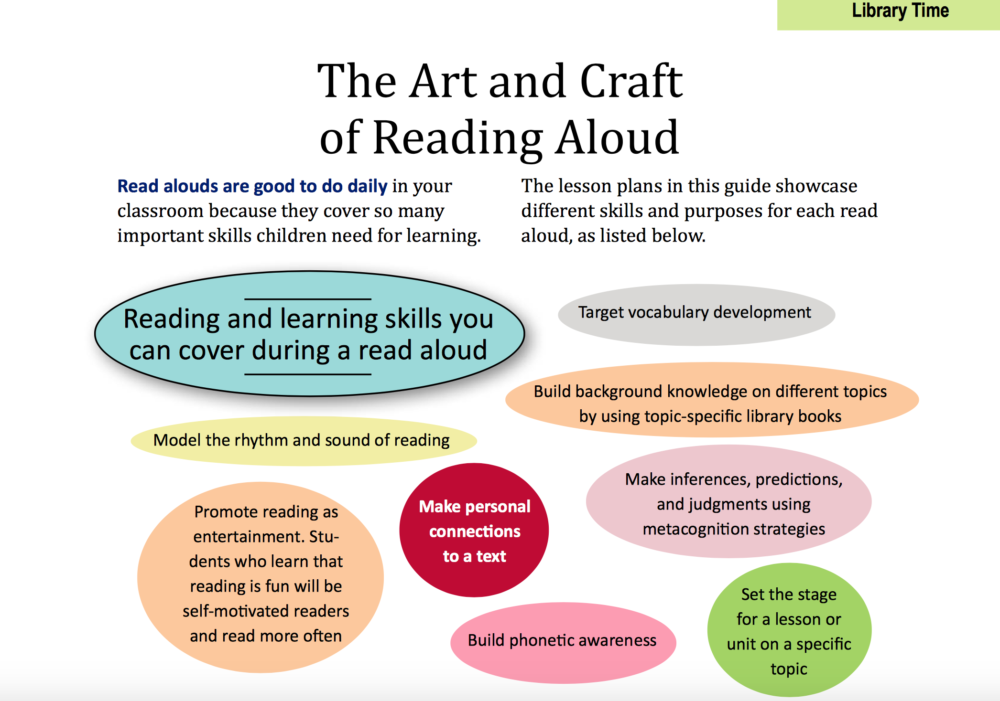 Library Time
The Art and Craft
of Reading Aloud
Read alouds are good to do daily in your
classroom because they cover so many
important skills children need for learning.
The lesson plans in this guide showcase
different skills and purposes for each read
aloud, as listed below.
Reading and learning skills you
can cover during a read aloud
Target vocabulary development
Build background knowledge on different topics
by using topic-specific library books
Model the rhythm and sound of reading
Make inferences, predictions,
and judgments using
metacognition strategies
Make personal
connections
to a text
Promote reading as
entertainment. Stu-
dents who learn that
reading is fun will be
self-motivated readers
and read more often
Build phonetic awareness
Set the stage
for a lesson or
unit on a specific
topic